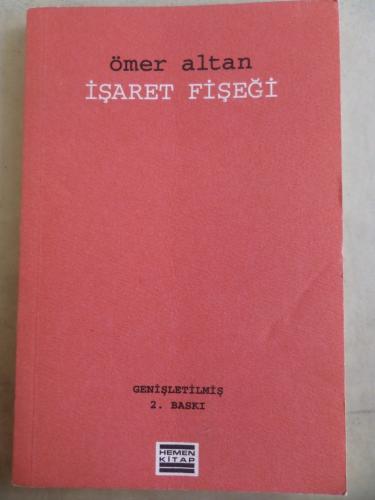 ömer altan
İŞARET FİŞEĞİ
GENİŞLETİLMİŞ
2. BASKI
HEMEN
KİTAP